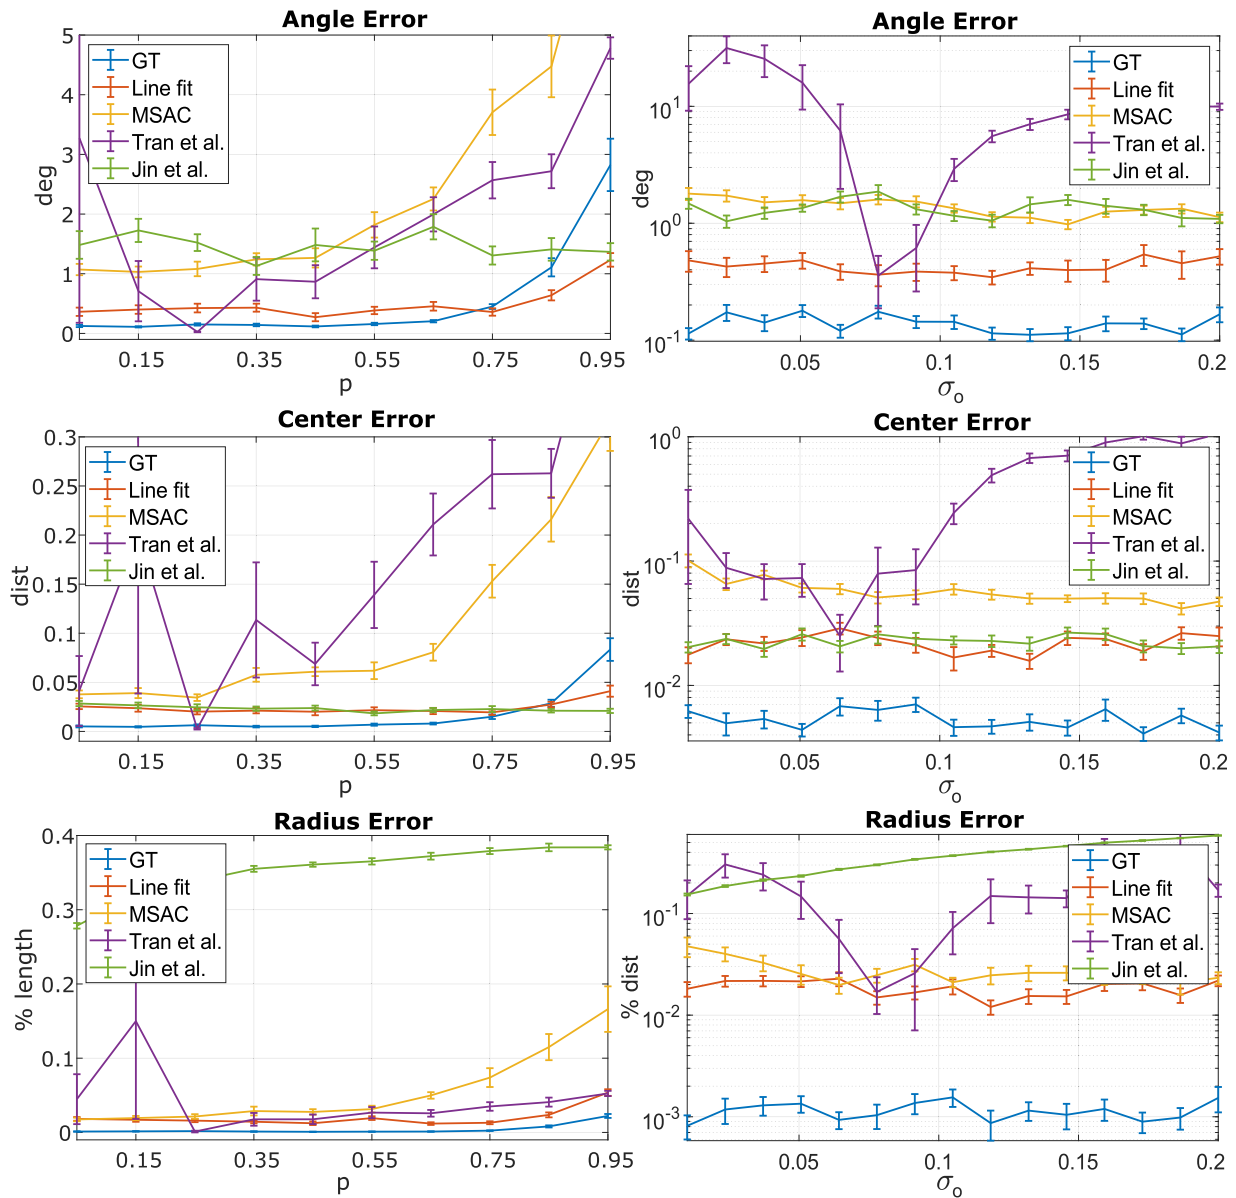 Angle Error
5
4
3
2
1
0
deg
GT
Line fit
MSAC
Tran et al.
Jin et al.
0.15
0.35
0.55
0.75
0.95
p
Angle Error
10^1
10^0
10^-1
deg
GT
Line fit
MSAC
Tran et al.
Jin et al.
0.05
0.1
0.15
0.2
σ_o
Center Error
0.3
0.25
0.2
0.15
0.1
0.05
0
dist
GT
Line fit
MSAC
Tran et al.
Jin et al.
0.15
0.35
0.55
0.75
0.95
p
Center Error
10^0
10^-1
10^-2
dist
GT
Line fit
MSAC
Tran et al.
Jin et al.
0.05
0.1
0.15
0.2
σ_o
Radius Error
0.4
0.3
0.2
0.1
0
% length
GT
Line fit
MSAC
Tran et al.
Jin et al.
0.15
0.35
0.55
0.75
0.95
p
Radius Error
10^-1
10^-2
10^-3
% dist
GT
Line fit
MSAC
Tran et al.
Jin et al.
0.05
0.1
0.15
0.2
σ_o